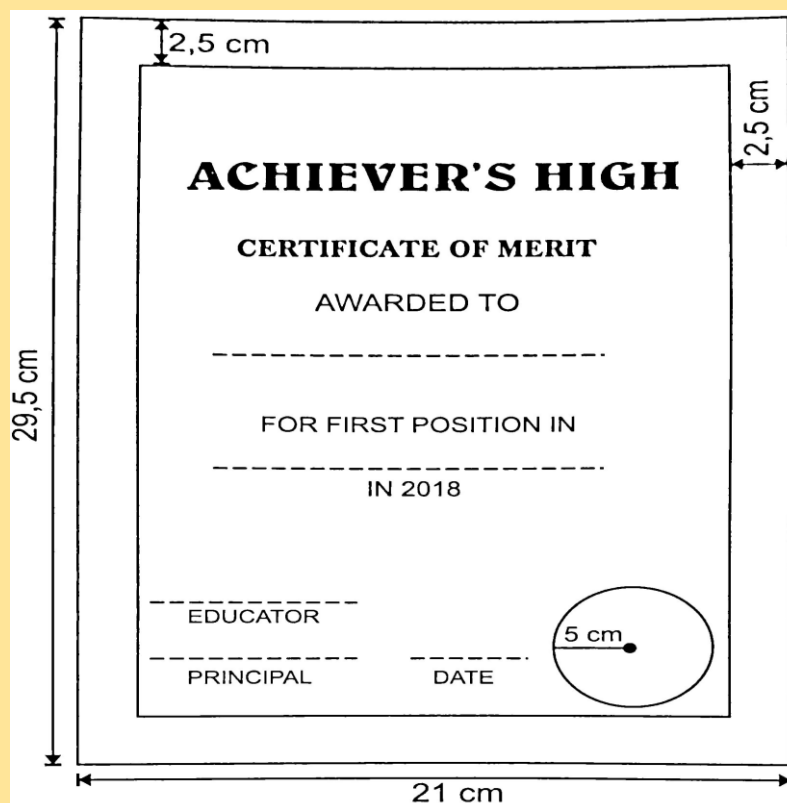 2,5 cm
2,5 cm
ACHIEVER'S HIGH
CERTIFICATE OF MERIT
AWARDED TO
FOR FIRST POSITION IN
IN 2018
29,5 cm
EDUCATOR
5 cm
PRINCIPAL DATE
21 cm